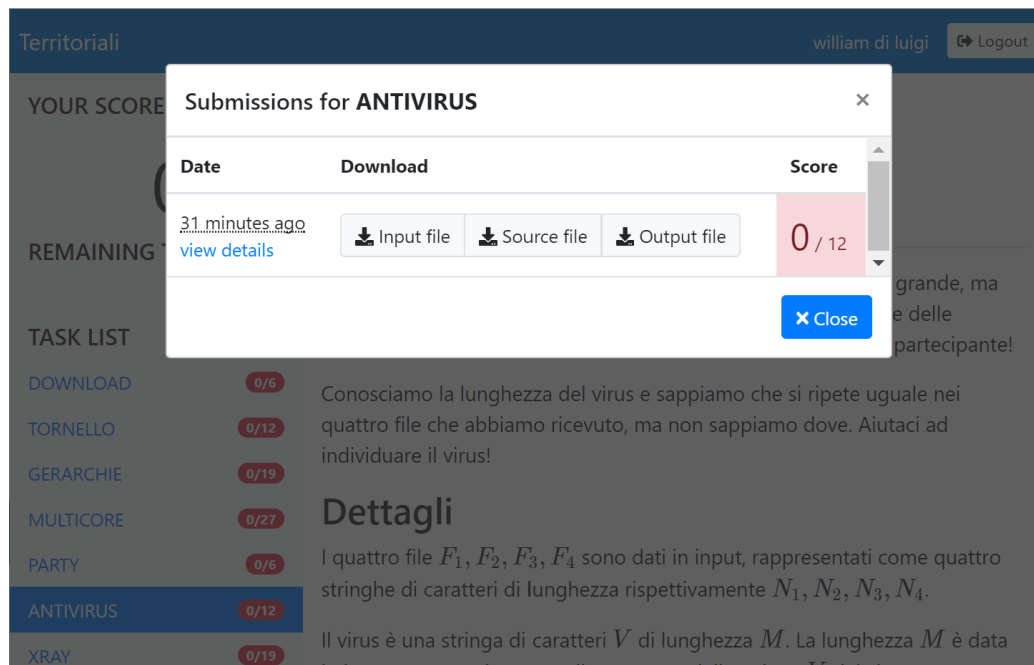 Territoriali
william di luigi
Logout
YOUR SCORE
REMAINING
Submissions for ANTIVIRUS
×
Date Download Score
31 minutes ago
view details
Input file Source file Output file
0 / 12
Close
grande, ma
e delle
partecipante!
TASK LIST
DOWNLOAD 0/6
TORNELLO 0/12
GERARCHIE 0/19
MULTICORE 0/27
PARTY 0/6
ANTIVIRUS 0/12
XRAY 0/19
Conosciamo la lunghezza del virus e sappiamo che si ripete uguale nei
quattro file che abbiamo ricevuto, ma non sappiamo dove. Aiutaci ad
individuare il virus!
Dettagli
I quattro file F₁, F₂, F₃, F₄ sono dati in input, rappresentati come quattro
stringhe di caratteri di lunghezza rispettivamente N₁, N₂, N₃, N₄.
Il virus è una stringa di caratteri V di lunghezza M. La lunghezza M è data